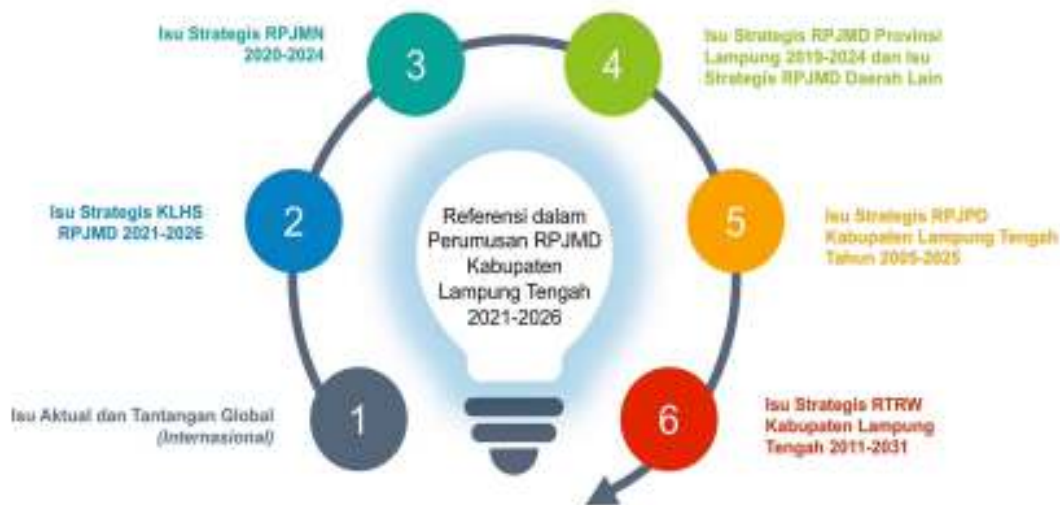 Isu Strategis RPJMN
2020-2024
3
4
Isu Strategis RPJMD Provinsi
Lampung 2019-2024 dan Isu
Strategis RPJMD Daerah Lain
Isu Strategis KLHS
RPJMD 2021-2026
2
Referensi dalam
Perumusan RPJMD
Kabupaten
Lampung Tengah
2021-2026
5
Isu Strategis RPJPD
Kabupaten Lampung Tengah
Tahun 2005-2025
Isu Aktual dan Tantangan Global
(Internasional)
1
6
Isu Strategis RTRW
Kabupaten Lampung
Tengah 2011-2031